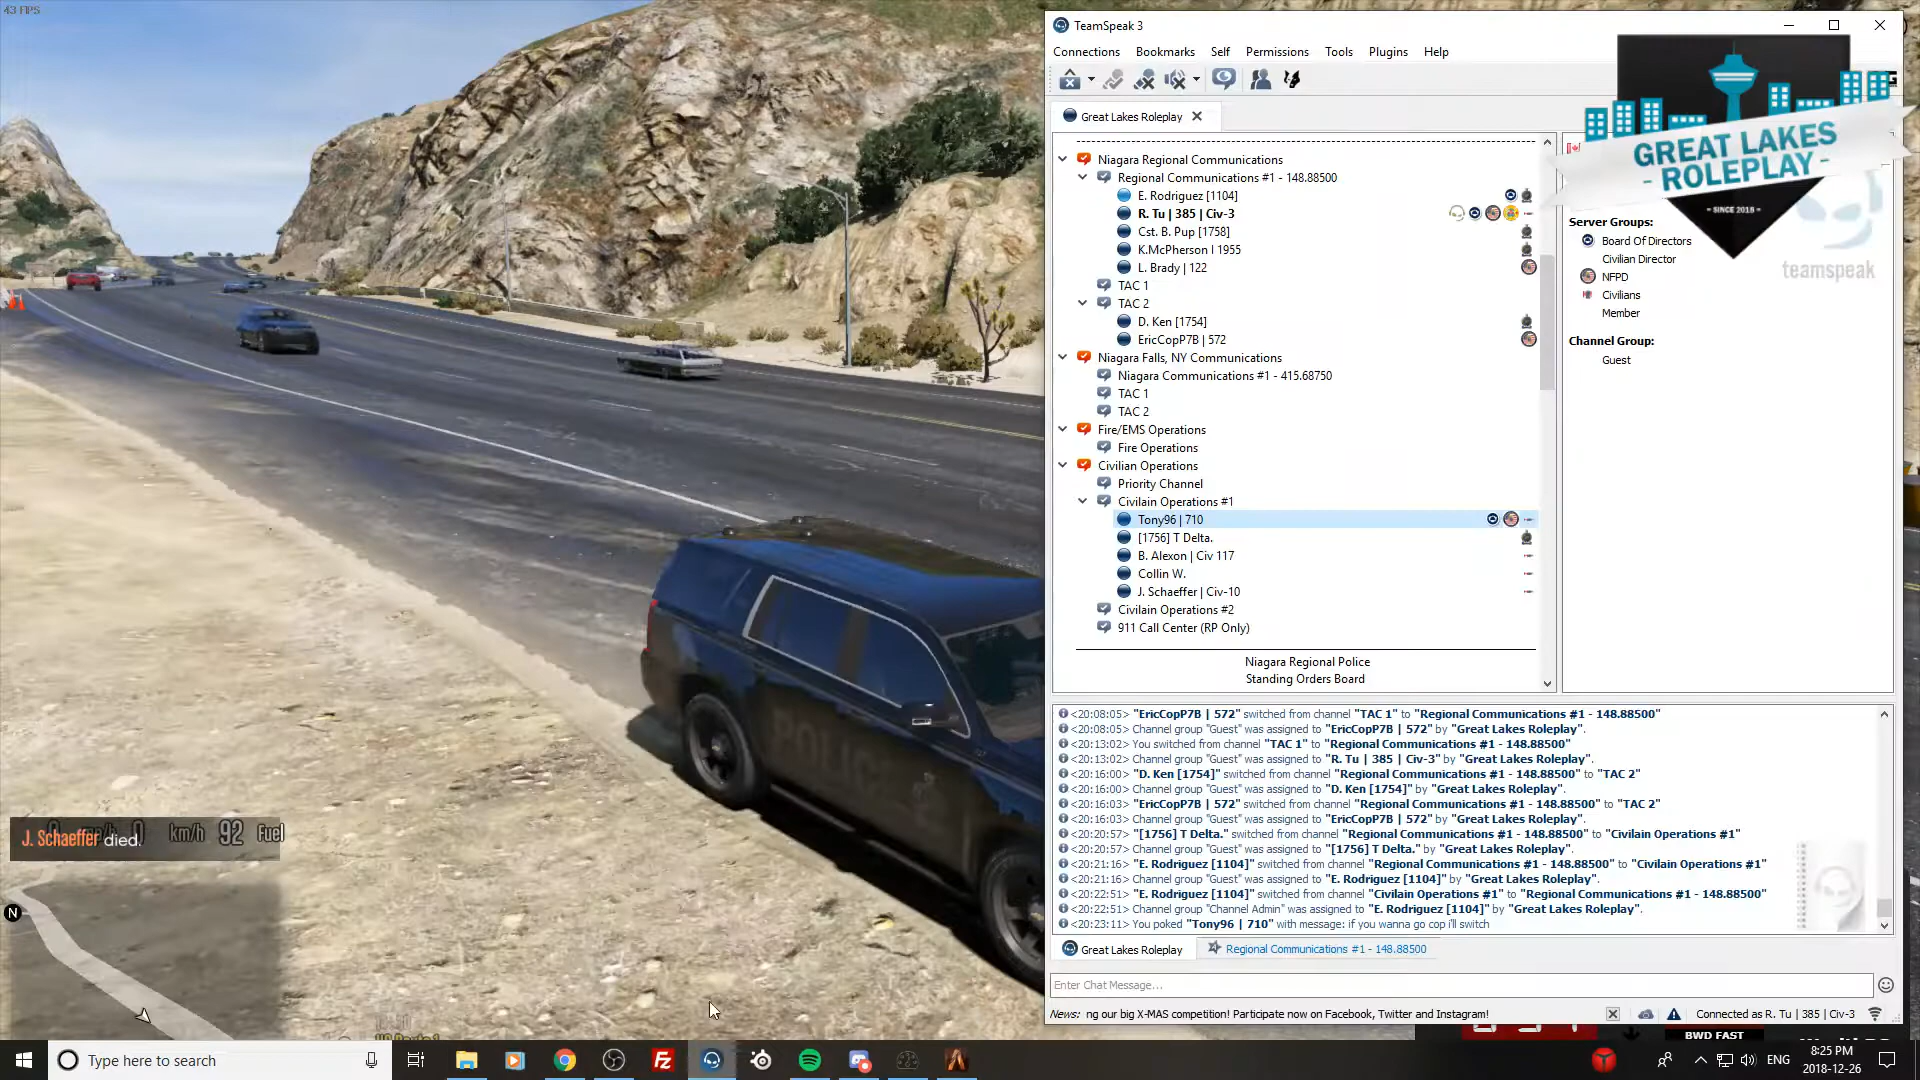 43 FPS
TeamSpeak 3
Connections Bookmarks Self Permissions Tools Plugins Help
Great Lakes Roleplay
GREAT LAKES
- ROLEPLAY -
~ SINCE 2018 ~
teamspeak
Niagara Regional Communications
Regional Communications #1 - 148.88500
E. Rodriguez [1104]
R. Tu | 385 | Civ-3
Cst. B. Pup [1758]
K.McPherson I 1955
L. Brady | 122
TAC 1
TAC 2
D. Ken [1754]
EricCopP7B | 572
Niagara Falls, NY Communications
Niagara Communications #1 - 415.68750
TAC 1
TAC 2
Fire/EMS Operations
Fire Operations
Civilian Operations
Priority Channel
Civilain Operations #1
Tony96 | 710
[1756] T Delta.
B. Alexon | Civ 117
Collin W.
J. Schaeffer | Civ-10
Civilain Operations #2
911 Call Center (RP Only)
Niagara Regional Police
Standing Orders Board
Server Groups:
Board Of Directors
Civilian Director
NFPD
Civilians
Member
Channel Group:
Guest
<20:08:05> "EricCopP7B | 572" switched from channel "TAC 1" to "Regional Communications #1 - 148.88500"
<20:08:05> Channel group "Guest" was assigned to "EricCopP7B | 572" by "Great Lakes Roleplay".
<20:13:02> You switched from channel "TAC 1" to "Regional Communications #1 - 148.88500"
<20:13:02> Channel group "Guest" was assigned to "R. Tu | 385 | Civ-3" by "Great Lakes Roleplay".
<20:16:00> "D. Ken [1754]" switched from channel "Regional Communications #1 - 148.88500" to "TAC 2"
<20:16:00> Channel group "Guest" was assigned to "D. Ken [1754]" by "Great Lakes Roleplay".
<20:16:03> "EricCopP7B | 572" switched from channel "Regional Communications #1 - 148.88500" to "TAC 2"
<20:16:03> Channel group "Guest" was assigned to "EricCopP7B | 572" by "Great Lakes Roleplay".
<20:20:57> "[1756] T Delta." switched from channel "Regional Communications #1 - 148.88500" to "Civilain Operations #1"
<20:20:57> Channel group "Guest" was assigned to "[1756] T Delta." by "Great Lakes Roleplay".
<20:21:16> "E. Rodriguez [1104]" switched from channel "Regional Communications #1 - 148.88500" to "Civilain Operations #1"
<20:21:16> Channel group "Guest" was assigned to "E. Rodriguez [1104]" by "Great Lakes Roleplay".
<20:22:51> "E. Rodriguez [1104]" switched from channel "Civilain Operations #1" to "Regional Communications #1 - 148.88500"
<20:22:51> Channel group "Channel Admin" was assigned to "E. Rodriguez [1104]" by "Great Lakes Roleplay".
<20:23:11> You poked "Tony96 | 710" with message: if you wanna go cop i'll switch
Great Lakes Roleplay Regional Communications #1 - 148.88500
Enter Chat Message...
News: ng our big X-MAS competition! Participate now on Facebook, Twitter and Instagram!
Connected as R. Tu | 385 | Civ-3
POLICE
J. Schaeffer died.
km/h 92 Fuel
N
BWD FAST
Type here to search
ENG
8:25 PM
2018-12-26